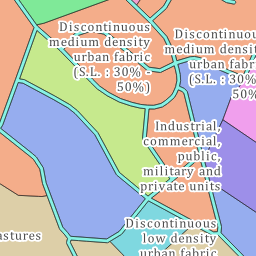 Discontinuous
medium density
urban fabric
(S.L. : 30% -
50%)
Discontinuous
medium densit
urban fabr
(S.L. : 30%
50%
Industrial,
commercial,
public,
military and
private units
Discontinuous
low density
urban fabric
astures